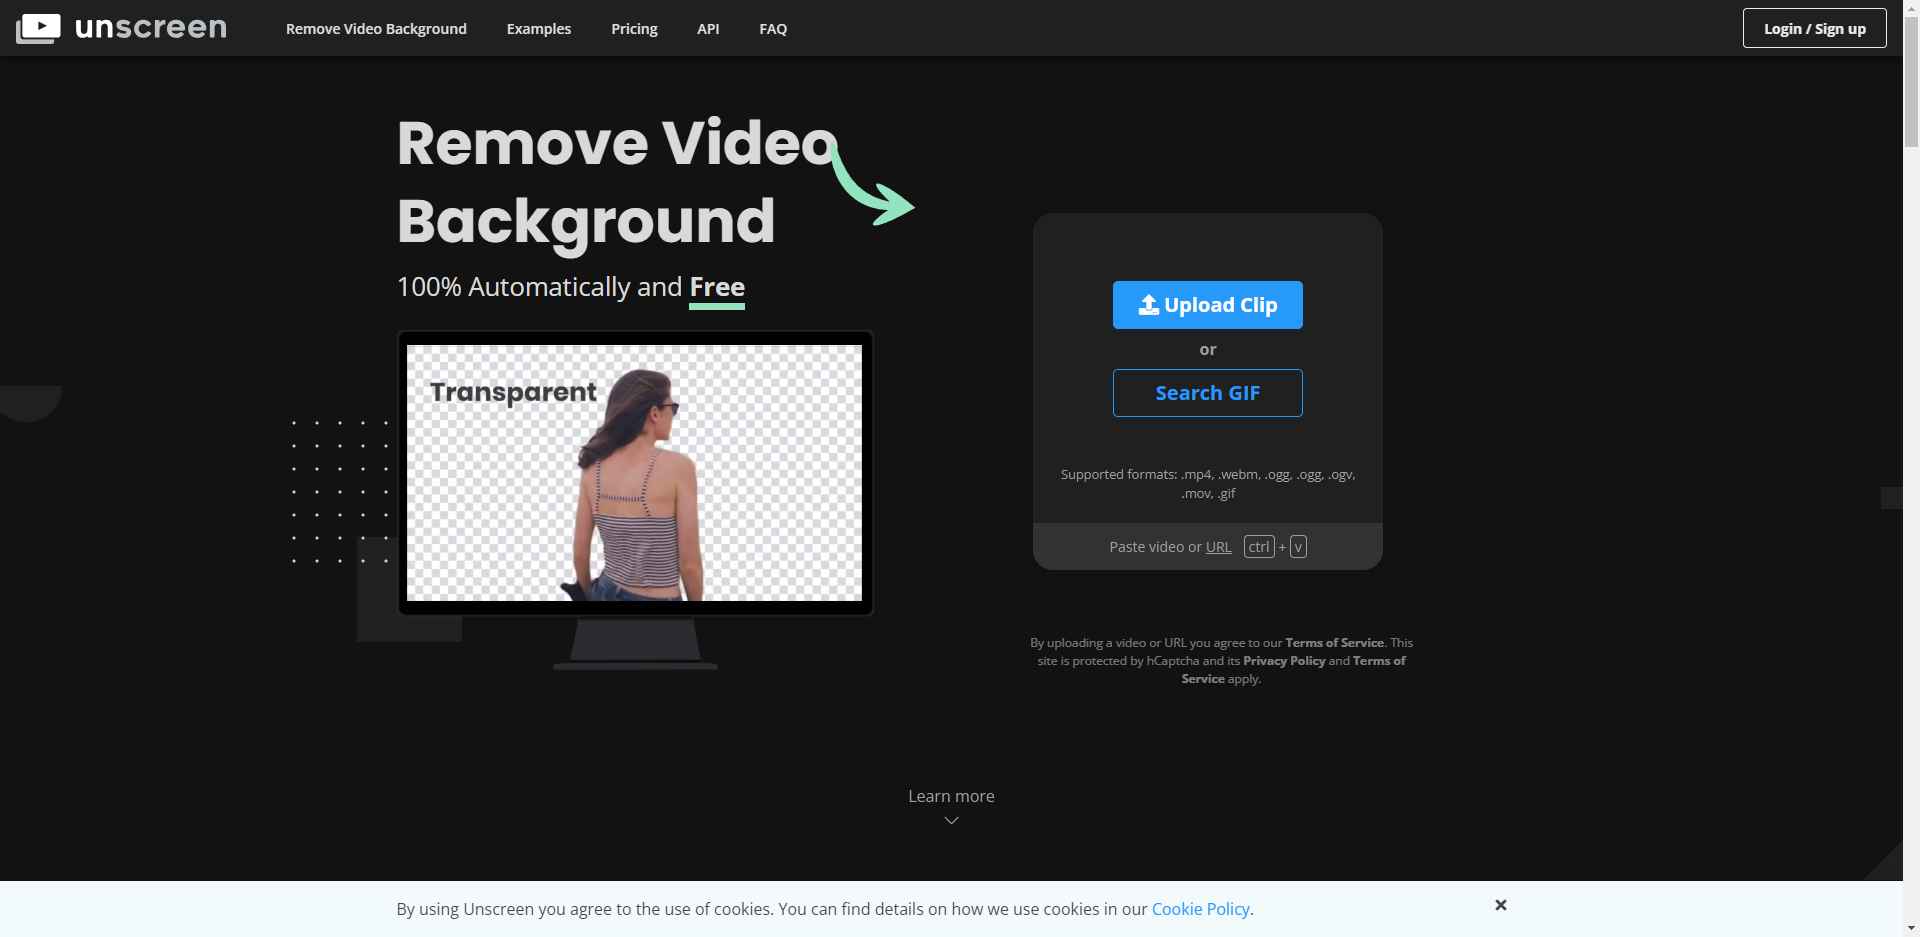 unscreen
Remove Video Background
Examples
Pricing
API
FAQ
Login / Sign up
Remove Video
Background
100% Automatically and Free
Transparent
Upload Clip
or
Search GIF
Supported formats: .mp4, .webm, .ogg, .ogg, .ogv,
.mov, .gif
Paste video or URL ctrl + v
By uploading a video or URL you agree to our Terms of Service. This
site is protected by hCaptcha and its Privacy Policy and Terms of
Service apply.
Learn more
By using Unscreen you agree to the use of cookies. You can find details on how we use cookies in our Cookie Policy.